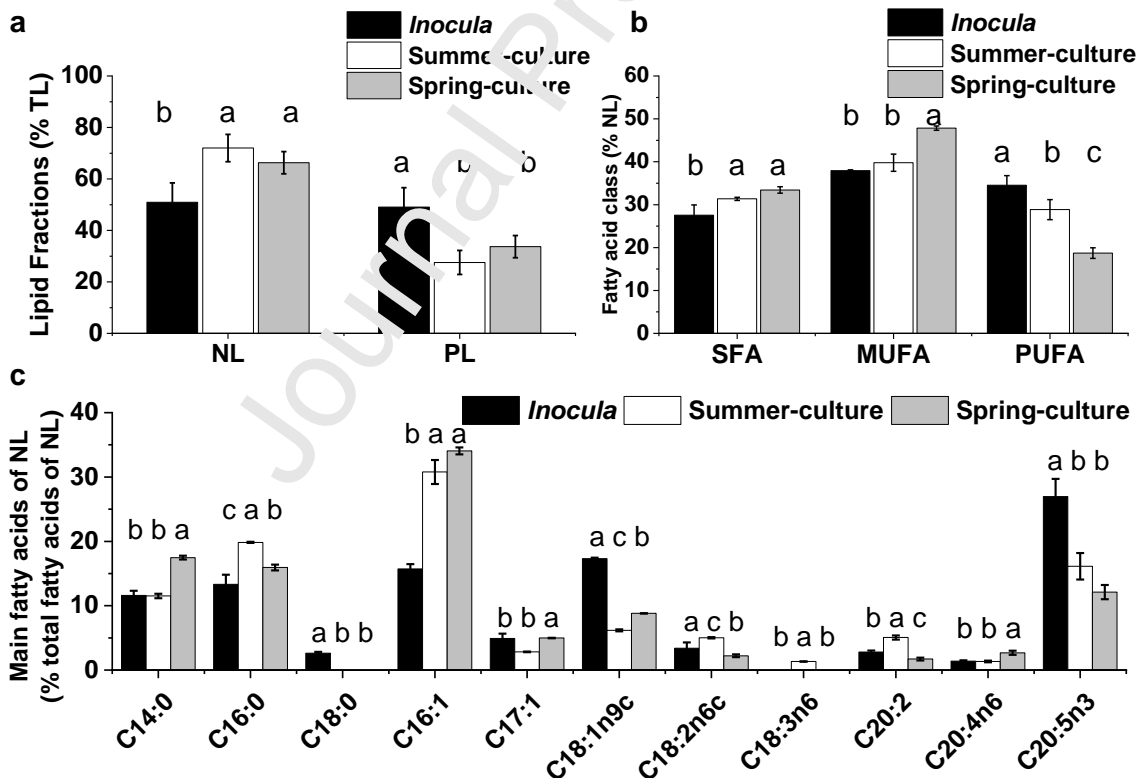 a
Inocula
Summer-culture
Spring-culture
Lipid Fractions (% TL)
100
80
60
40
20
0
b a a
a b b
NL PL
b
Inocula
Summer-culture
Spring-culture
Fatty acid class (% NL)
60
50
40
30
20
10
0
b a a
b b a
a b c
SFA MUFA PUFA
Journal Pr
c
Inocula Summer-culture Spring-culture
Main fatty acids of NL
(% total fatty acids of NL)
40
30
20
10
0
b b a
c a b
a b b
b a a
b b a
a c b
a c b
b a b
b a c
b b a
a b b
C14:0
C16:0
C18:0
C16:1
C17:1
C18:1n9c
C18:2n6c
C18:3n6
C20:2
C20:4n6
C20:5n3